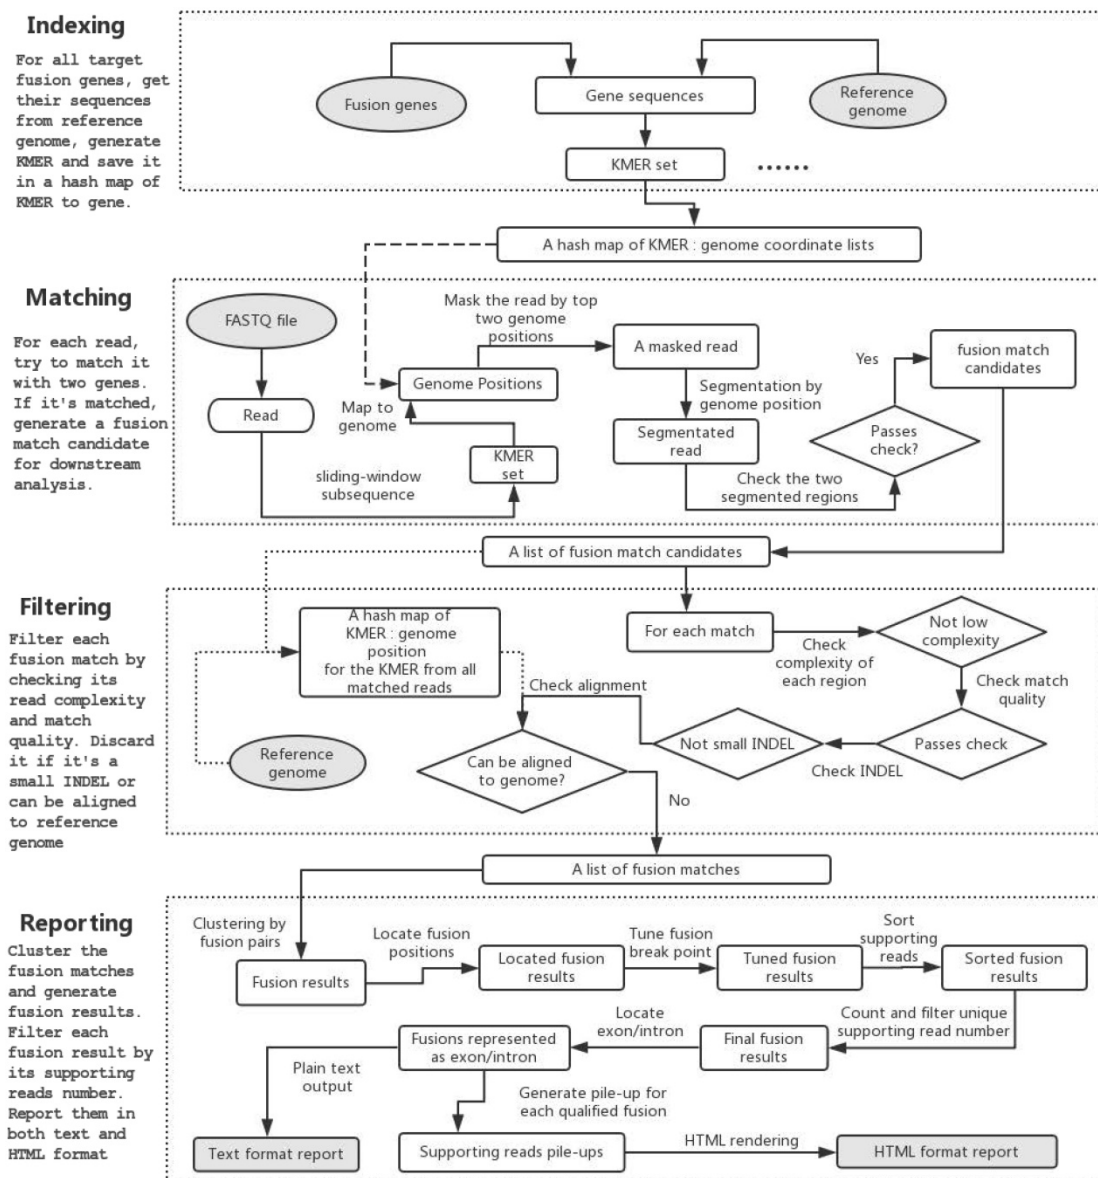 Indexing
For all target
fusion genes, get
their sequences
from reference
genome, generate
KMER and save it
in a hash map of
KMER to gene.
Fusion genes
Gene sequences
Reference
genome
KMER set
......
A hash map of KMER : genome coordinate lists
Matching
For each read,
try to match it
with two genes.
If it's matched,
generate a fusion
match candidate
for downstream
analysis.
FASTQ file
Read
sliding-window
subsequence
KMER
set
Map to
genome
Genome Positions
Mask the read by top
two genome
positions
A masked read
Segmentation by
genome position
Segmentated
read
Check the two
segmented regions
Passes
check?
Yes
fusion match
candidates
A list of fusion match candidates
Filtering
Filter each
fusion match by
checking its
read complexity
and match
quality. Discard
it if it's a
small INDEL or
can be aligned
to reference
genome
A hash map of
KMER : genome
position
for the KMER from all
matched reads
Reference
genome
For each match
Check
complexity of
each region
Not low
complexity
Check match
quality
Passes check
Check INDEL
Not small INDEL
Check alignment
Can be aligned
to genome?
No
A list of fusion matches
Reporting
Cluster the
fusion matches
and generate
fusion results.
Filter each
fusion result by
its supporting
reads number.
Report them in
both text and
HTML format
Clustering by
fusion pairs
Fusion results
Locate fusion
positions
Located fusion
results
Tune fusion
break point
Tuned fusion
results
Sort
supporting
reads
Sorted fusion
results
Count and filter unique
supporting read number
Final fusion
results
Locate
exon/intron
Fusions represented
as exon/intron
Plain text
output
Text format report
Generate pile-up for
each qualified fusion
Supporting reads pile-ups
HTML rendering
HTML format report